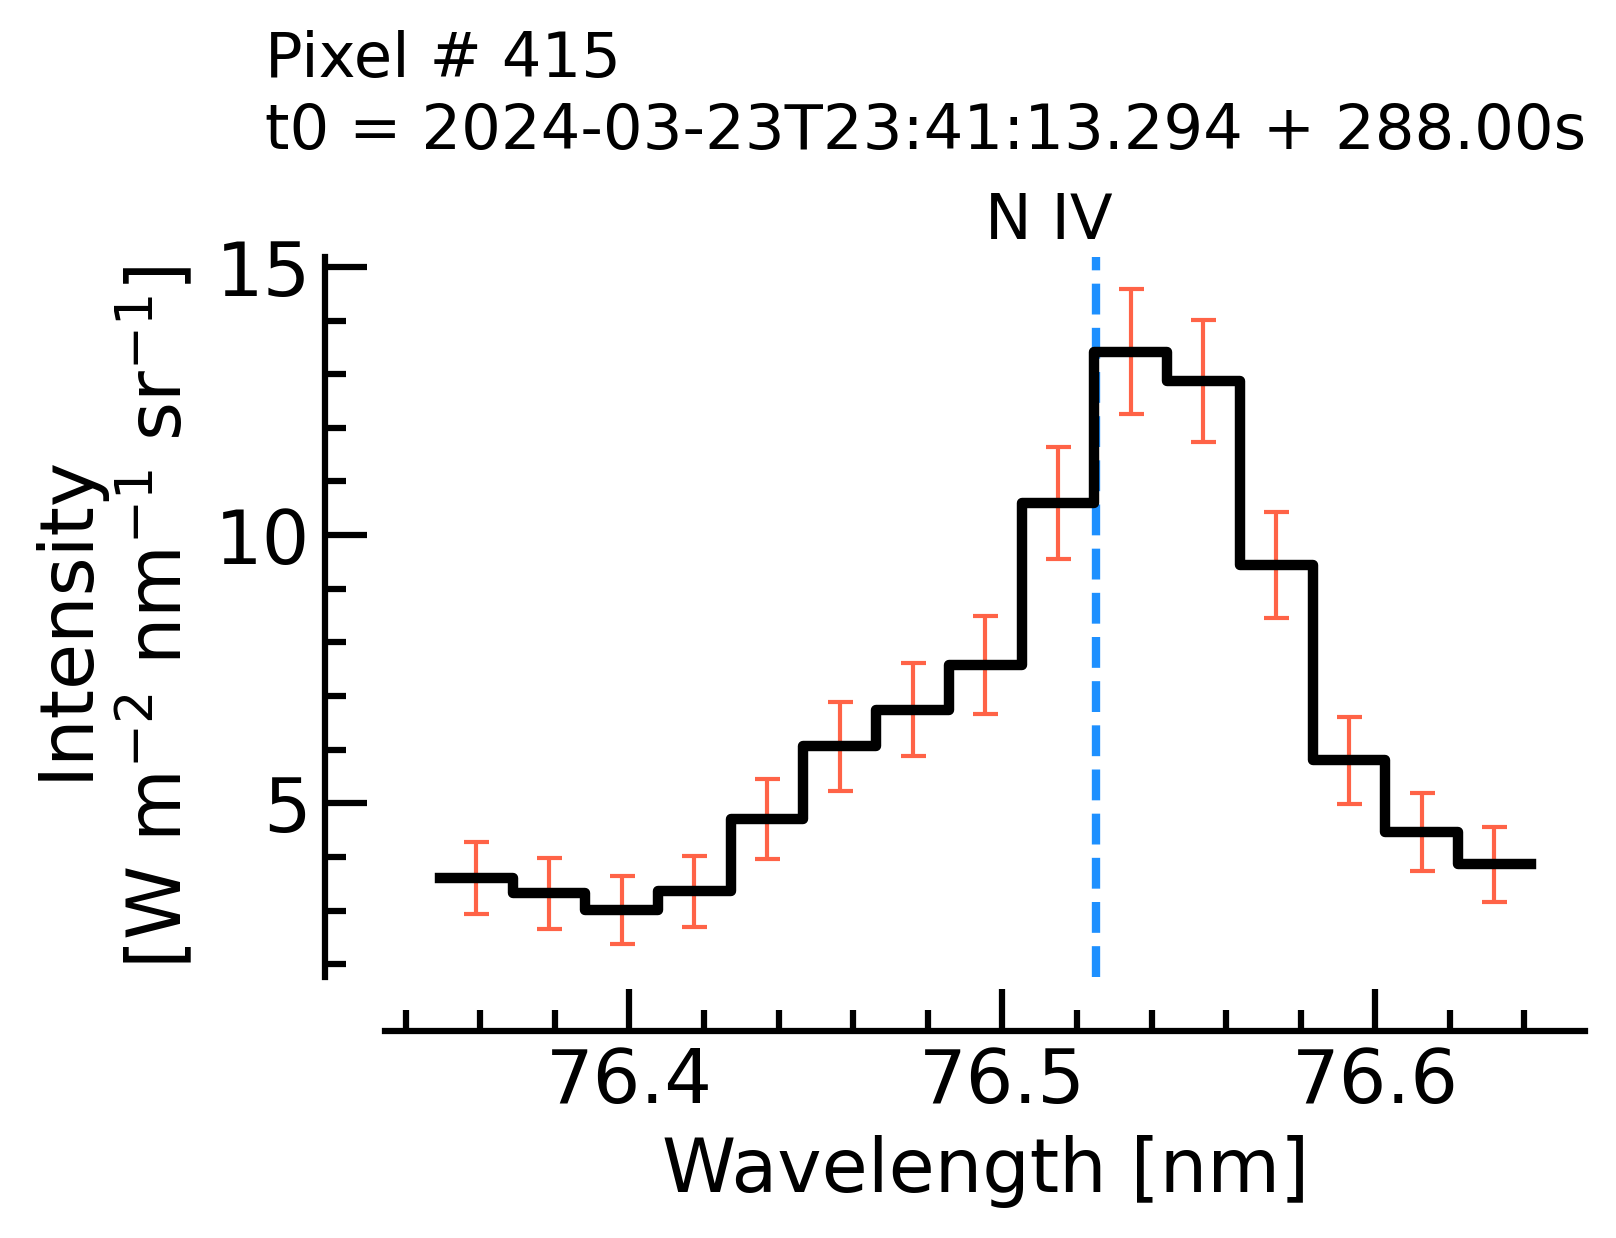 Pixel # 415
t0 = 2024-03-23T23:41:13.294 + 288.00s
N IV
15
10
5
Intensity
[W m⁻² nm⁻¹ sr⁻¹]
76.4 76.5 76.6
Wavelength [nm]